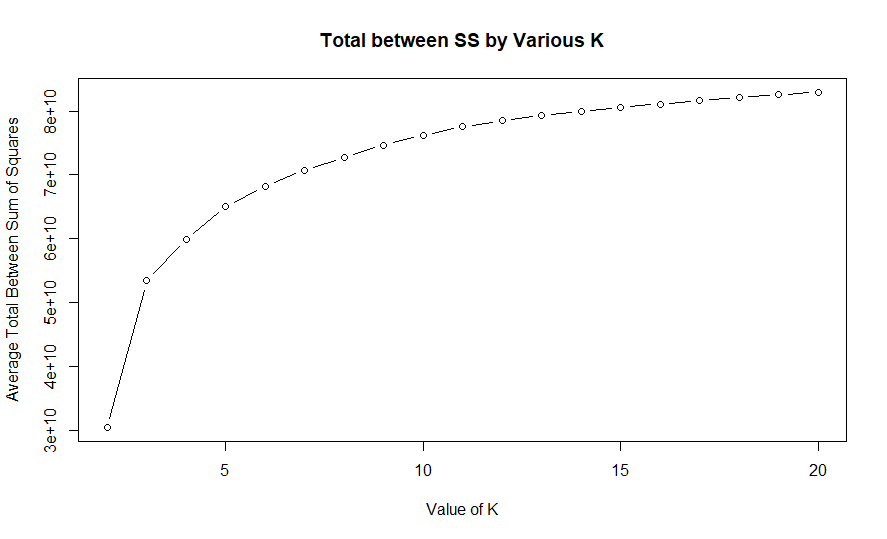 Total between SS by Various K
Average Total Between Sum of Squares
8e+10
7e+10
6e+10
5e+10
4e+10
3e+10
5
10
15
20
Value of K